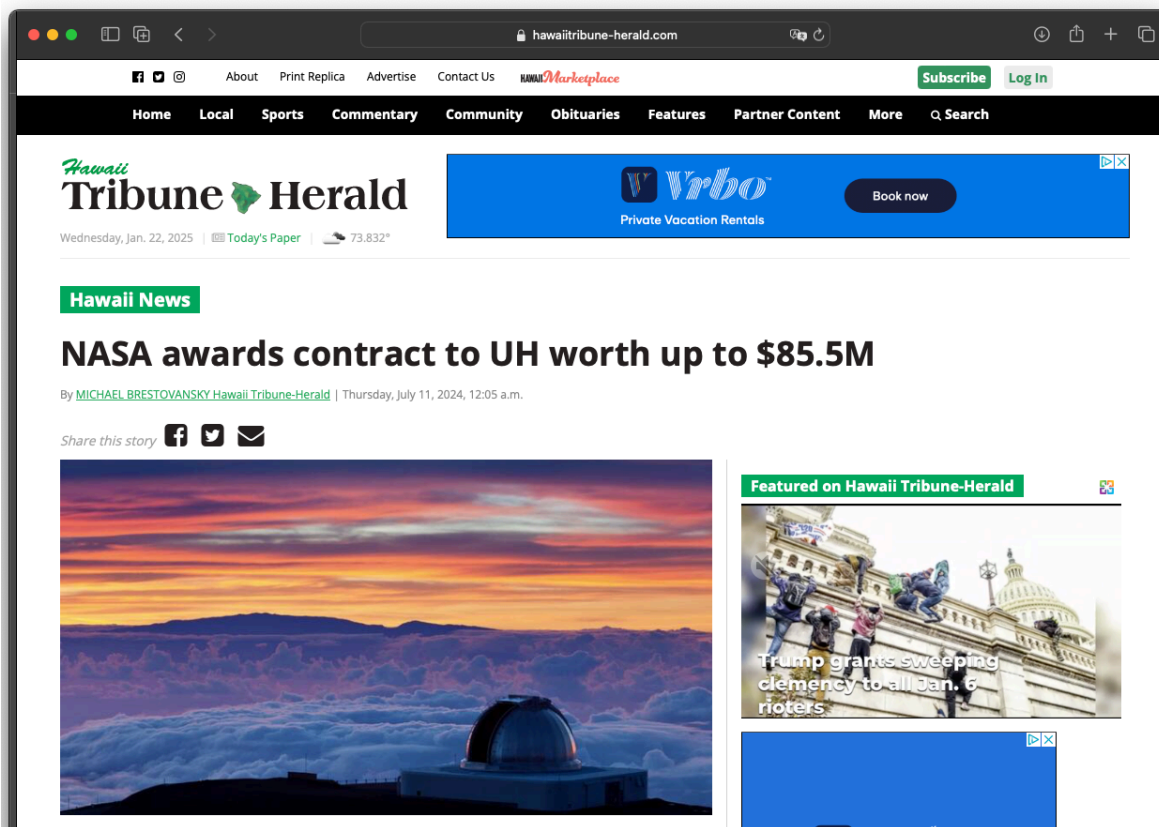 hawaiitribune-herald.com
About Print Replica Advertise Contact Us HAWAII Marketplace
Subscribe Log In
Home Local Sports Commentary Community Obituaries Features Partner Content More Search
Hawaii
Tribune Herald
Wednesday, Jan. 22, 2025 | Today's Paper | 73.832°
Vrbo™
Private Vacation Rentals
Book now
Hawaii News
NASA awards contract to UH worth up to $85.5M
By MICHAEL BRESTOVANSKY Hawaii Tribune-Herald | Thursday, July 11, 2024, 12:05 a.m.
Share this story
Featured on Hawaii Tribune-Herald
Trump grants sweeping
clemency to all Jan. 6
rioters